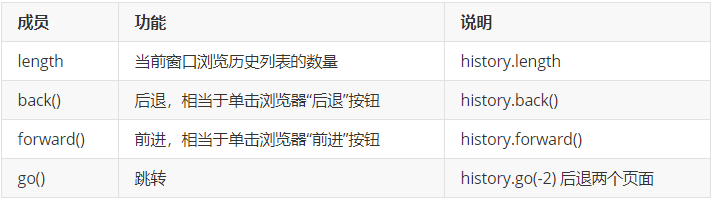 成员 功能 说明
length 当前窗口浏览历史列表的数量 history.length
back() 后退，相当于单击浏览器“后退”按钮 history.back()
forward() 前进，相当于单击浏览器“前进”按钮 history.forward()
go() 跳转 history.go(-2) 后退两个页面